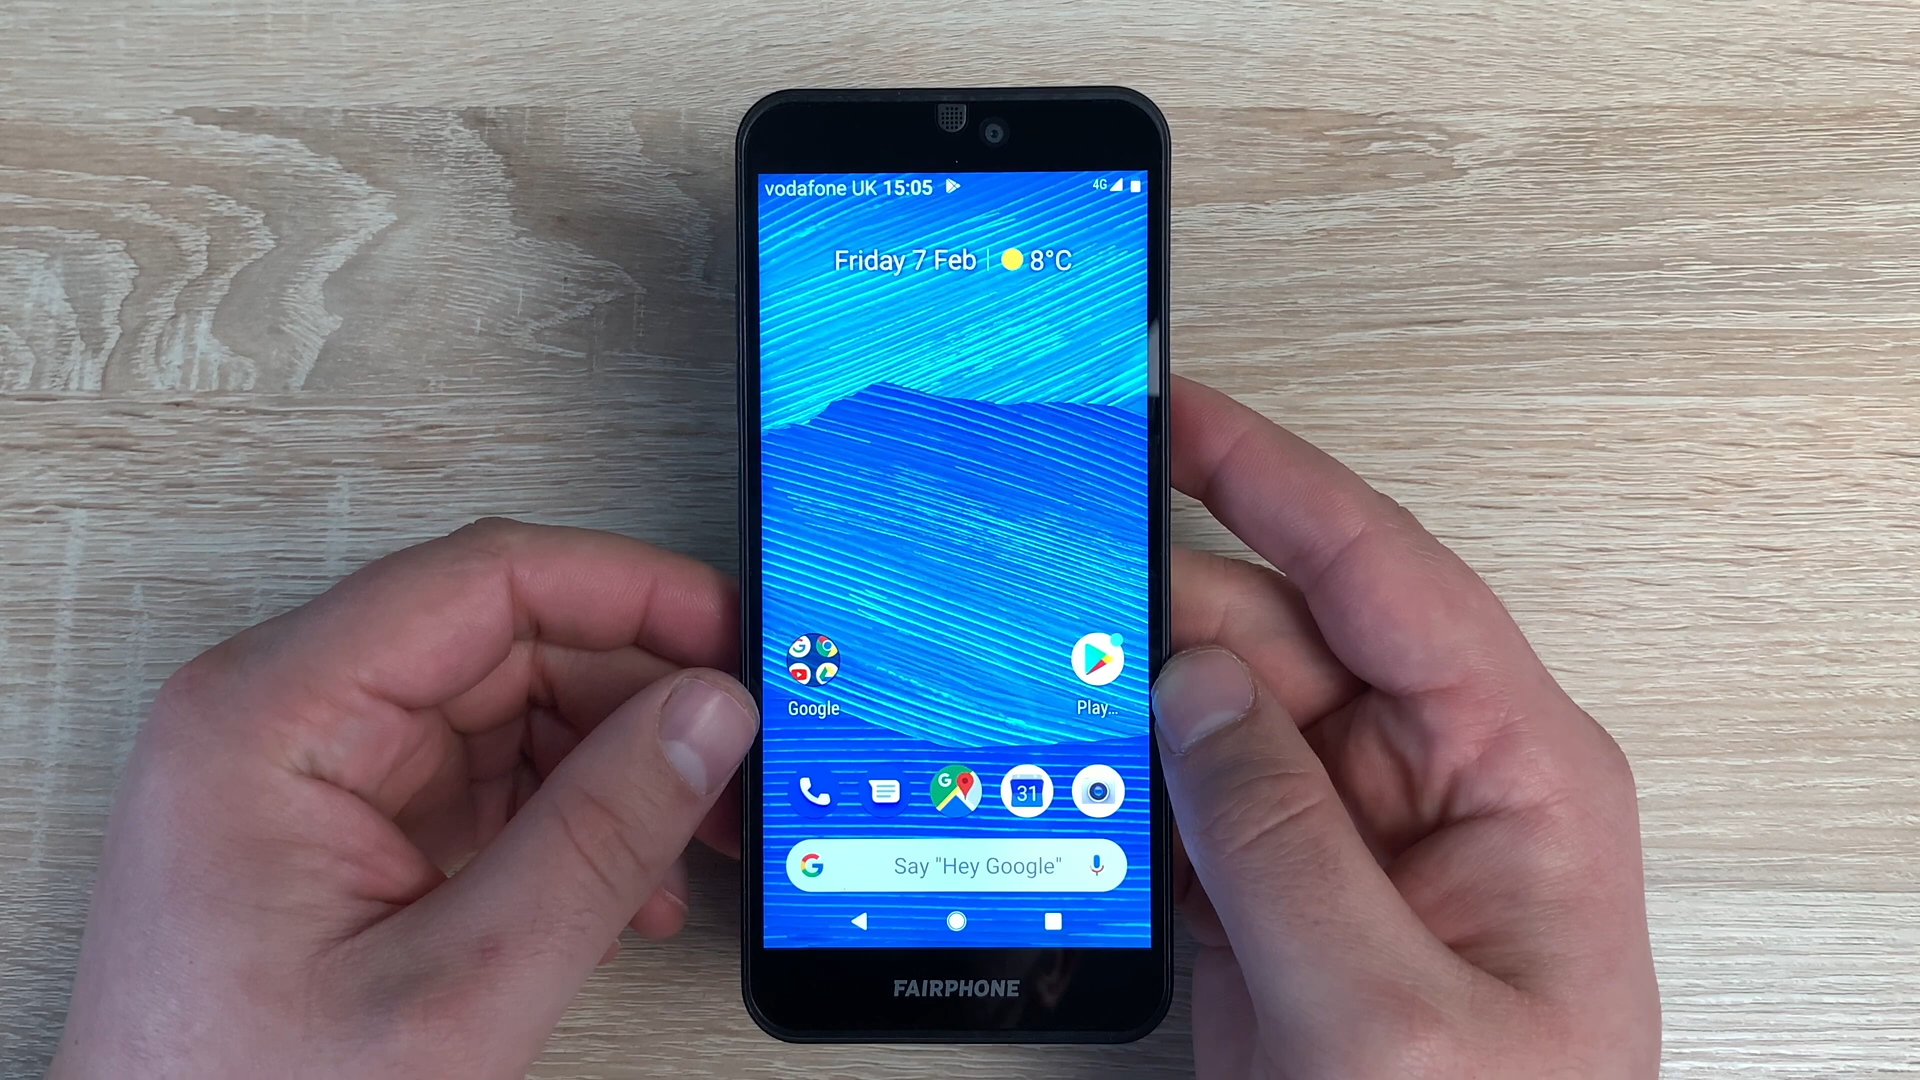 vodafone UK 15:05
4G
Friday 7 Feb
8°C
Google
Play...
G
31
Say "Hey Google"
FAIRPHONE